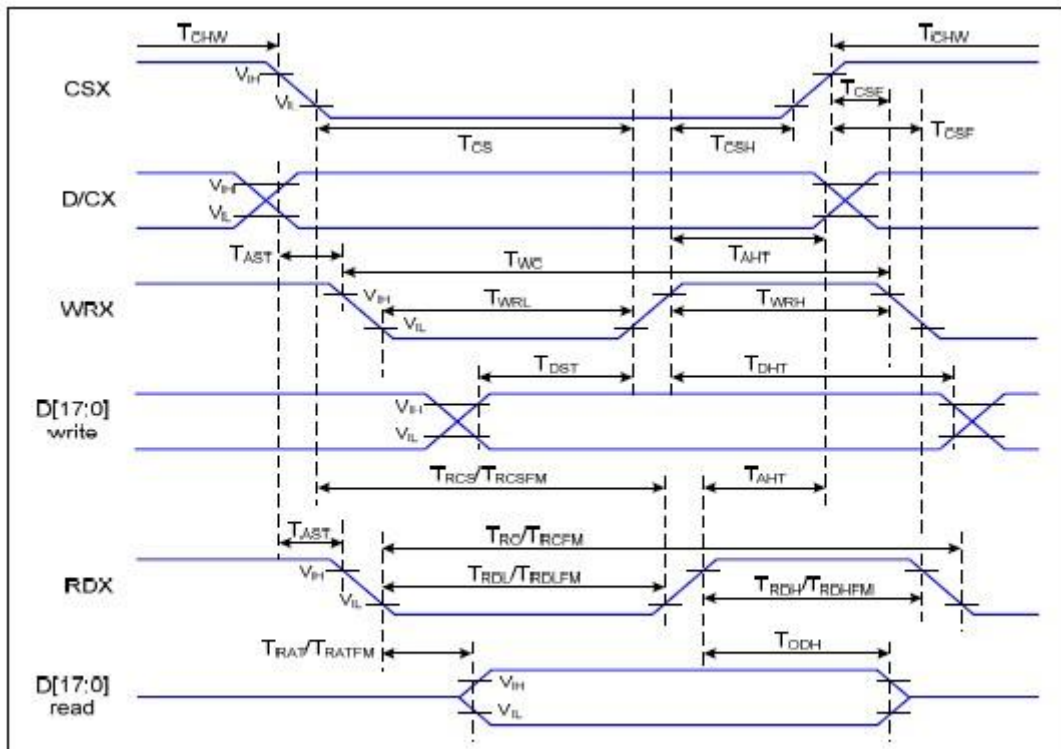 TCHW TCHW
CSX VIH
VIL
TCSF
TCS TCSH TCSF
D/CX VIH
VIL
TAST TWC TAHT
WRX VIH TWRL TWRH
VIL
TDST TDHT
D[17:0] VIH
write VIL
TRCS/TRCSFM TAHT
TAST TRC/TRCFM
RDX VIH TRDL/TRDLFM TRDH/TRDHFM
VIL
TRAT/TRATFM TODH
D[17:0] VIH
read VIL